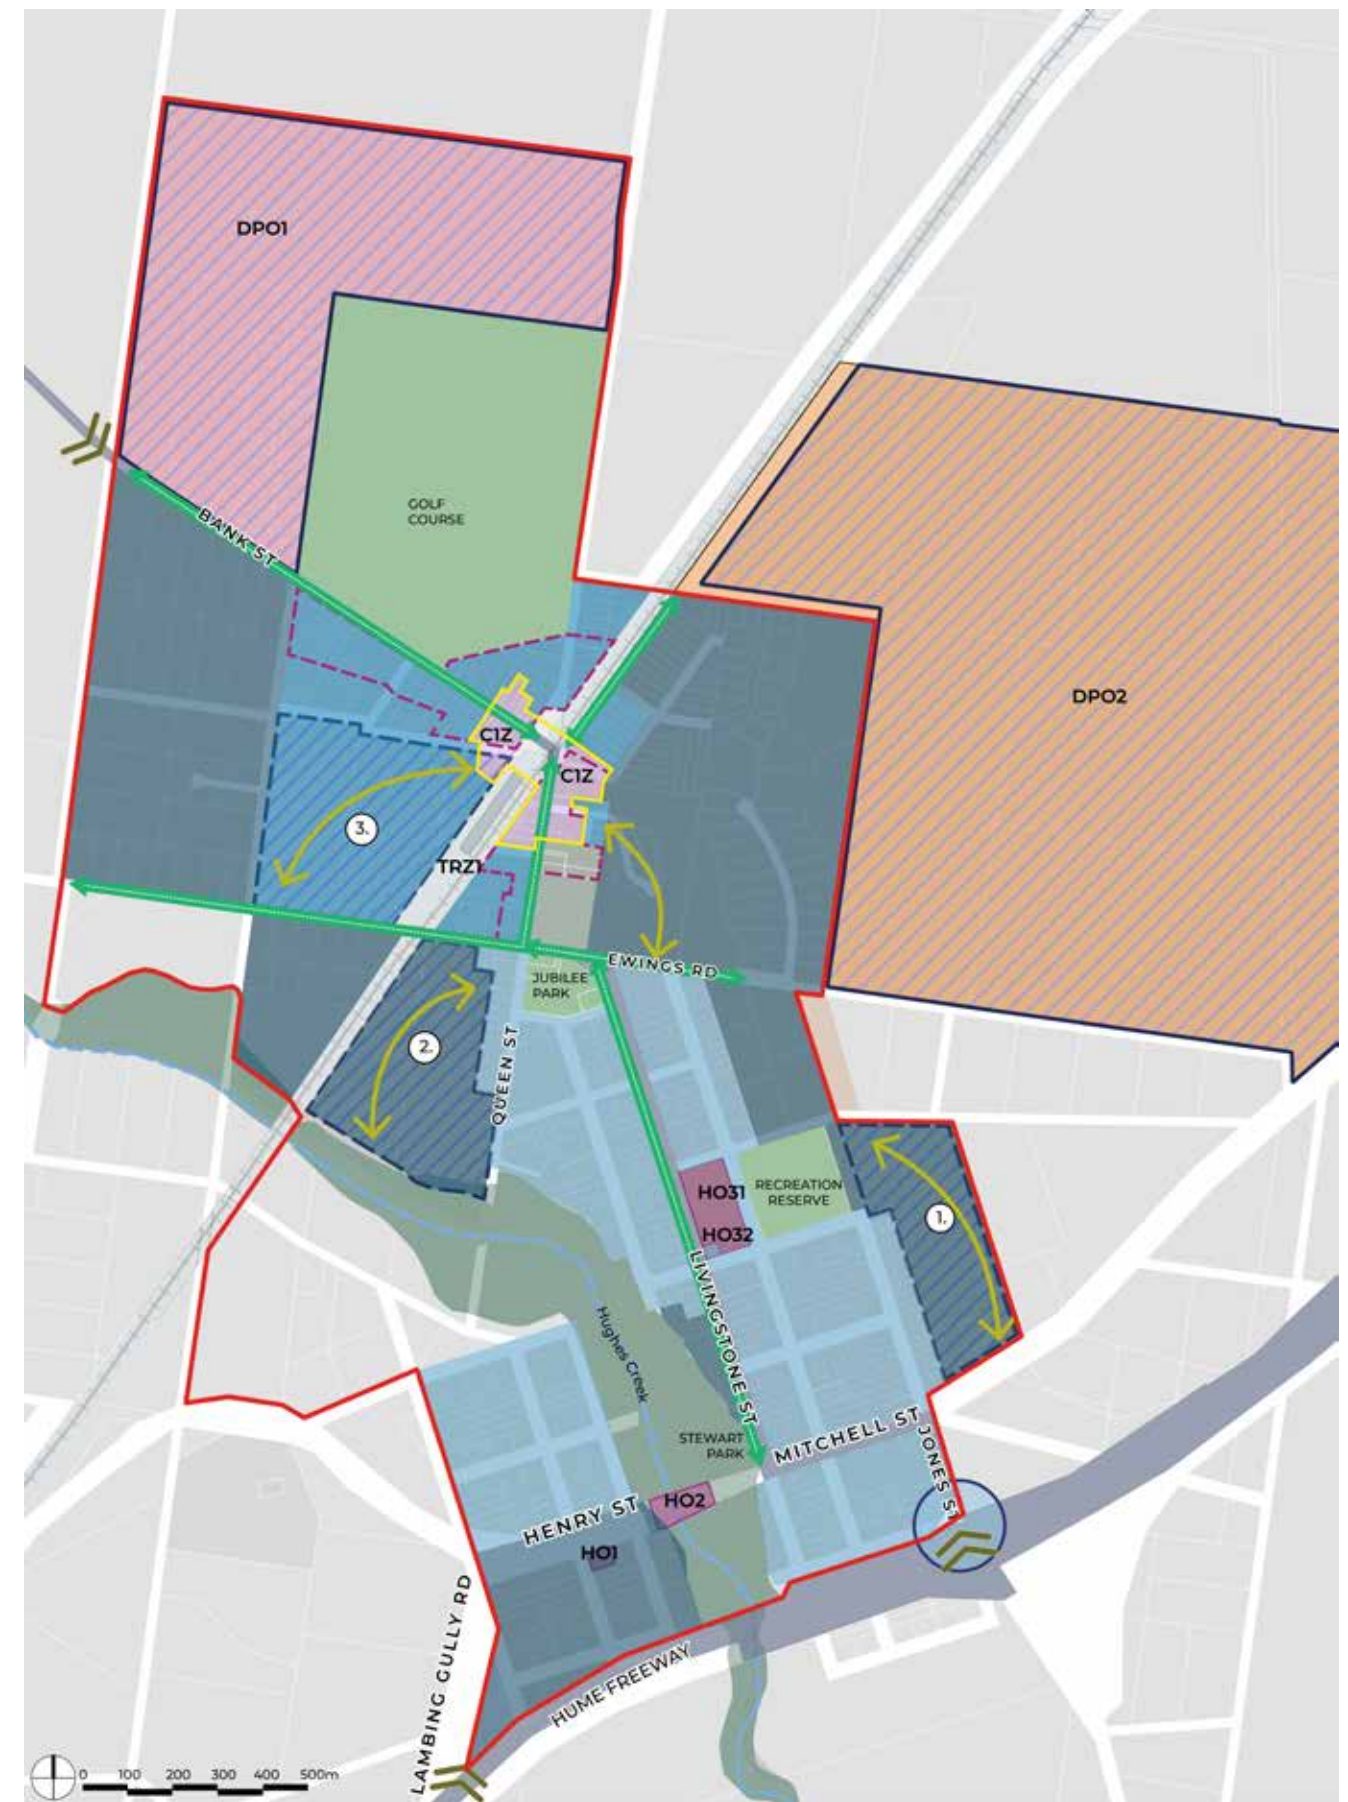 DPO1
GOLF
COURSE
BANK ST
DPO2
C1Z
C1Z
3.
TRZ1
EWINGS RD
JUBILEE
PARK
2.
QUEEN ST
HO31
RECREATION
RESERVE
1.
HO32
LIVINGSTONE ST
Hughes Creek
STEWART
PARK
MITCHELL ST
JONES ST
HENRY ST
HO2
HO1
LAMBING GULLY RD
HUME FREEWAY
0 100 200 300 400 500m